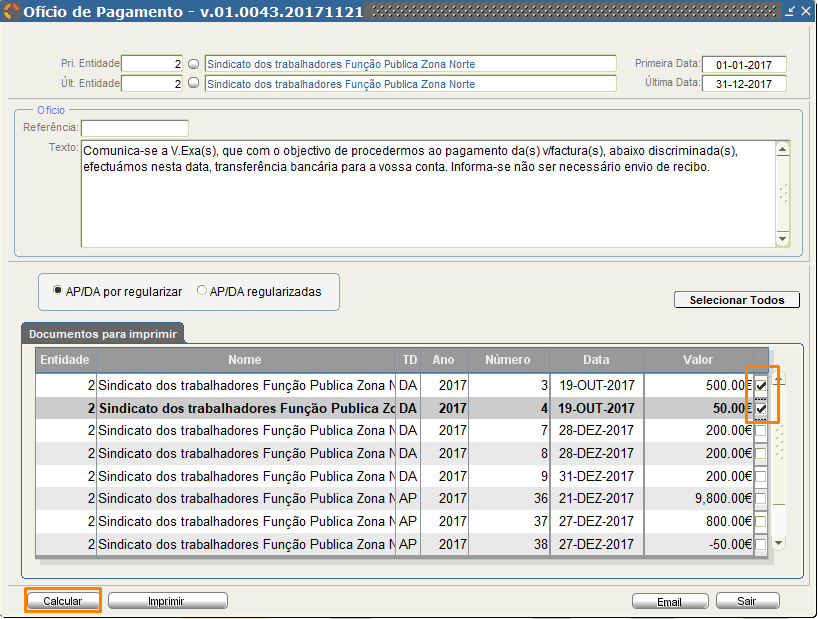 Ofício de Pagamento - v.01.0043.20171121
Pri. Entidade 2 Sindicato dos trabalhadores Função Publica Zona Norte Primeira Data: 01-01-2017
Últ. Entidade 2 Sindicato dos trabalhadores Função Publica Zona Norte Última Data: 31-12-2017
Oficio
Referência:
Texto: Comunica-se a V.Exa(s), que com o objectivo de procedermos ao pagamento da(s) v/factura(s), abaixo discriminada(s),
efectuámos nesta data, transferência bancária para a vossa conta. Informa-se não ser necessário envio de recibo.
AP/DA por regularizar AP/DA regularizadas
Selecionar Todos
Documentos para imprimir
Entidade Nome TD Ano Número Data Valor
2 Sindicato dos trabalhadores Função Publica Zona N DA 2017 3 19-OUT-2017 500.00€
2 Sindicato dos trabalhadores Função Publica Zc DA 2017 4 19-OUT-2017 50.00€
2 Sindicato dos trabalhadores Função Publica Zona N DA 2017 7 28-DEZ-2017 200.00€
2 Sindicato dos trabalhadores Função Publica Zona N DA 2017 8 28-DEZ-2017 200.00€
2 Sindicato dos trabalhadores Função Publica Zona N DA 2017 9 31-DEZ-2017 200.00€
2 Sindicato dos trabalhadores Função Publica Zona N AP 2017 36 21-DEZ-2017 9,800.00€
2 Sindicato dos trabalhadores Função Publica Zona N AP 2017 37 27-DEZ-2017 800.00€
2 Sindicato dos trabalhadores Função Publica Zona N AP 2017 38 27-DEZ-2017 -50.00€
Calcular Imprimir Email Sair